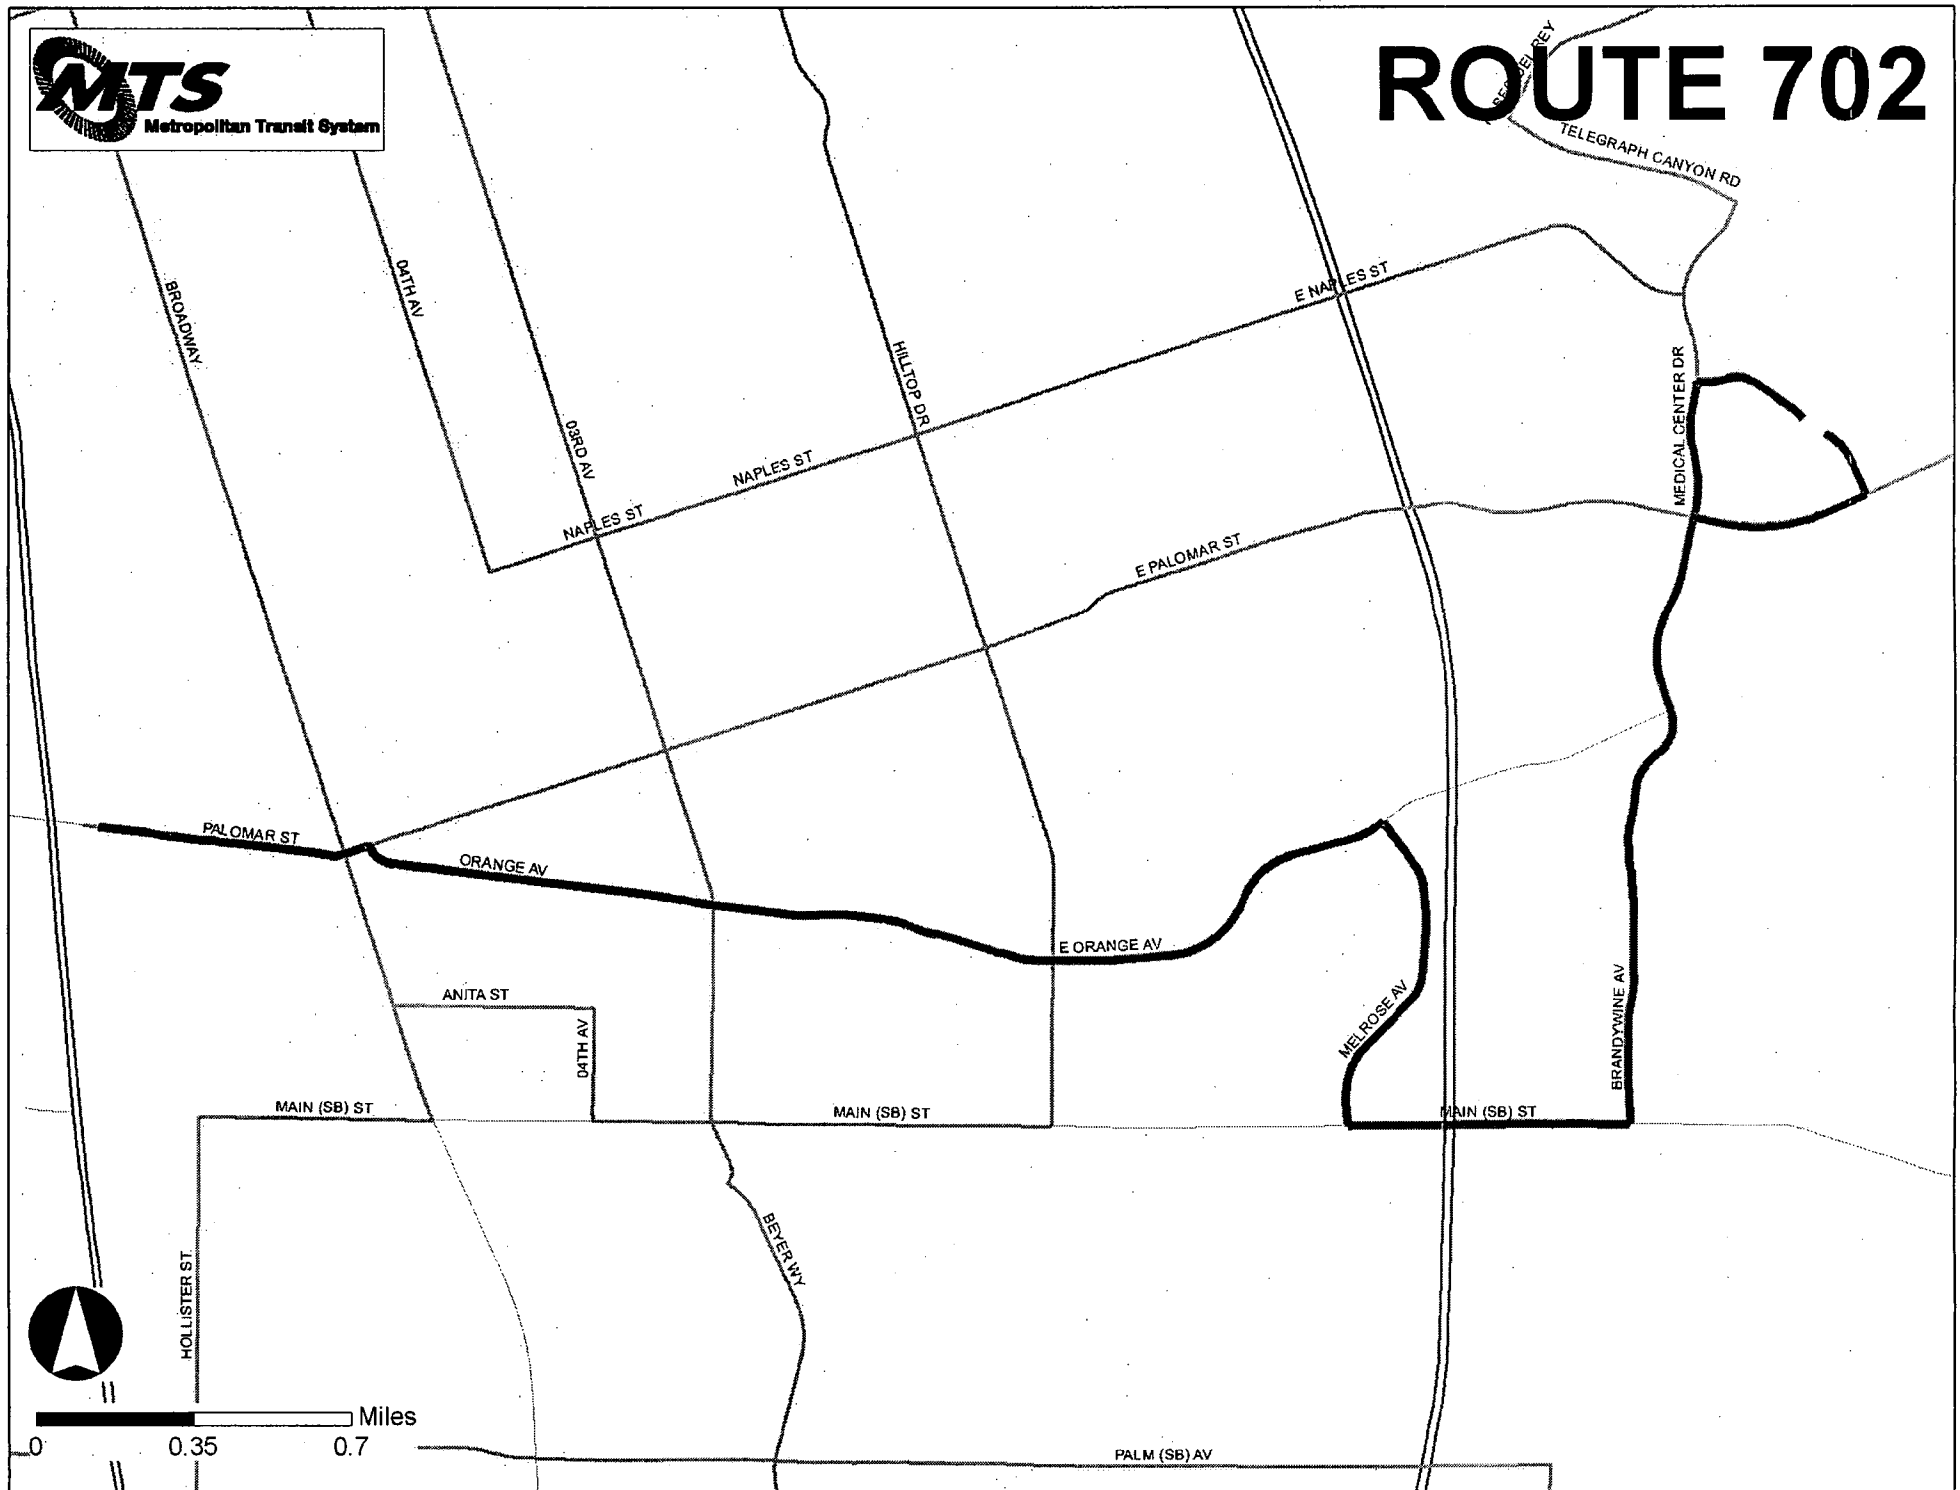 MTS
Metropolitan Transit System
ROUTE 702
TELEGRAPH CANYON RD
BROADWAY
04TH AV
03RD AV
HILLTOP DR
E NAPLES ST
NAPLES ST
NAPLES ST
MEDICAL CENTER DR
E PALOMAR ST
PALOMAR ST
ORANGE AV
E ORANGE AV
ANITA ST
04TH AV
MELROSE AV
BRANDYWINE AV
MAIN (SB) ST
MAIN (SB) ST
MAIN (SB) ST
HOLLISTER ST
BEYER WY
Miles
0 0.35 0.7
PALM (SB) AV